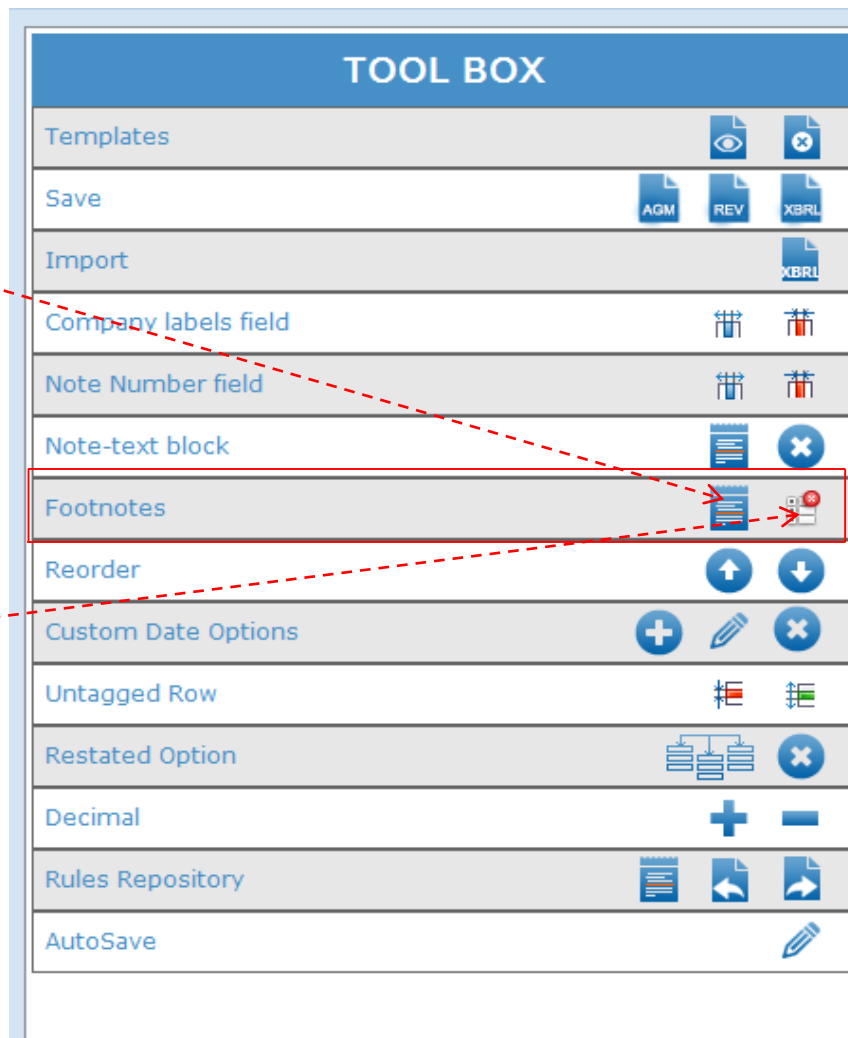 TOOL BOX
Templates
Save AGM REV XBRL
Import XBRL
Company labels field
Note Number field
Note-text block
Footnotes
Reorder
Custom Date Options
Untagged Row
Restated Option
Decimal
Rules Repository
AutoSave